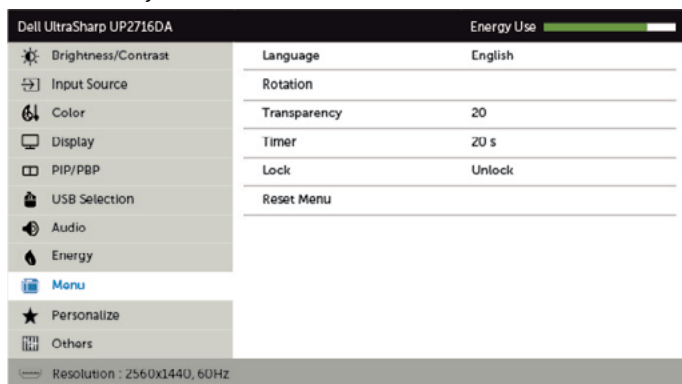 Dell UltraSharp UP2716DA Energy Use
Brightness/Contrast Language English
Input Source Rotation
Color Transparency 20
Display Timer 20 s
PIP/PBP Lock Unlock
USB Selection Reset Menu
Audio
Energy
Menu
Personalize
Others
Resolution : 2560x1440, 60Hz